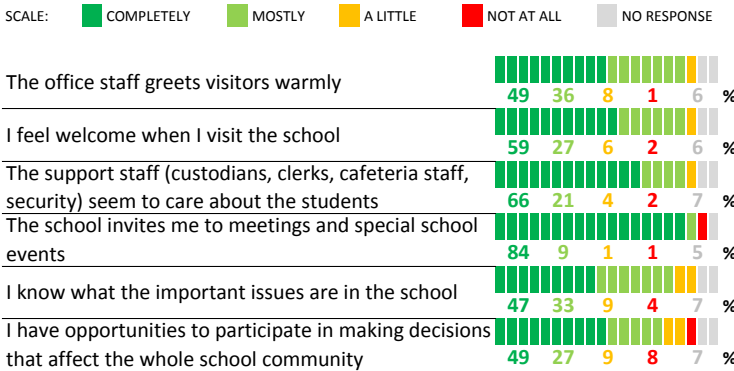 SCALE: COMPLETELY MOSTLY A LITTLE NOT AT ALL NO RESPONSE
The office staff greets visitors warmly
49 36 8 1 6 %
I feel welcome when I visit the school
59 27 6 2 6 %
The support staff (custodians, clerks, cafeteria staff,
security) seem to care about the students
66 21 4 2 7 %
The school invites me to meetings and special school
events
84 9 1 1 5 %
I know what the important issues are in the school
47 33 9 4 7 %
I have opportunities to participate in making decisions
that affect the whole school community
49 27 9 8 7 %